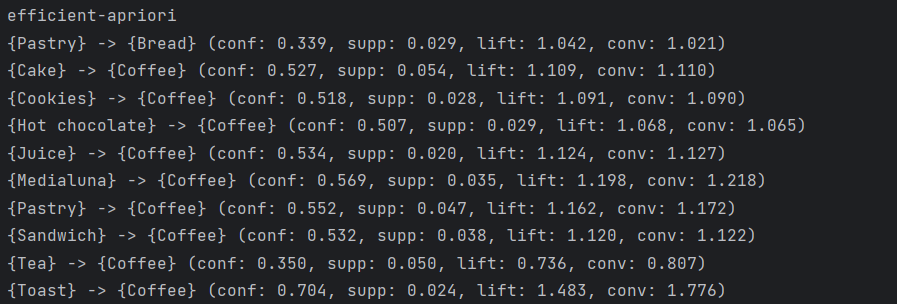 efficient-apriori
{Pastry} -> {Bread} (conf: 0.339, supp: 0.029, lift: 1.042, conv: 1.021)
{Cake} -> {Coffee} (conf: 0.527, supp: 0.054, lift: 1.109, conv: 1.110)
{Cookies} -> {Coffee} (conf: 0.518, supp: 0.028, lift: 1.091, conv: 1.090)
{Hot chocolate} -> {Coffee} (conf: 0.507, supp: 0.029, lift: 1.068, conv: 1.065)
{Juice} -> {Coffee} (conf: 0.534, supp: 0.020, lift: 1.124, conv: 1.127)
{Medialuna} -> {Coffee} (conf: 0.569, supp: 0.035, lift: 1.198, conv: 1.218)
{Pastry} -> {Coffee} (conf: 0.552, supp: 0.047, lift: 1.162, conv: 1.172)
{Sandwich} -> {Coffee} (conf: 0.532, supp: 0.038, lift: 1.120, conv: 1.122)
{Tea} -> {Coffee} (conf: 0.350, supp: 0.050, lift: 0.736, conv: 0.807)
{Toast} -> {Coffee} (conf: 0.704, supp: 0.024, lift: 1.483, conv: 1.776)